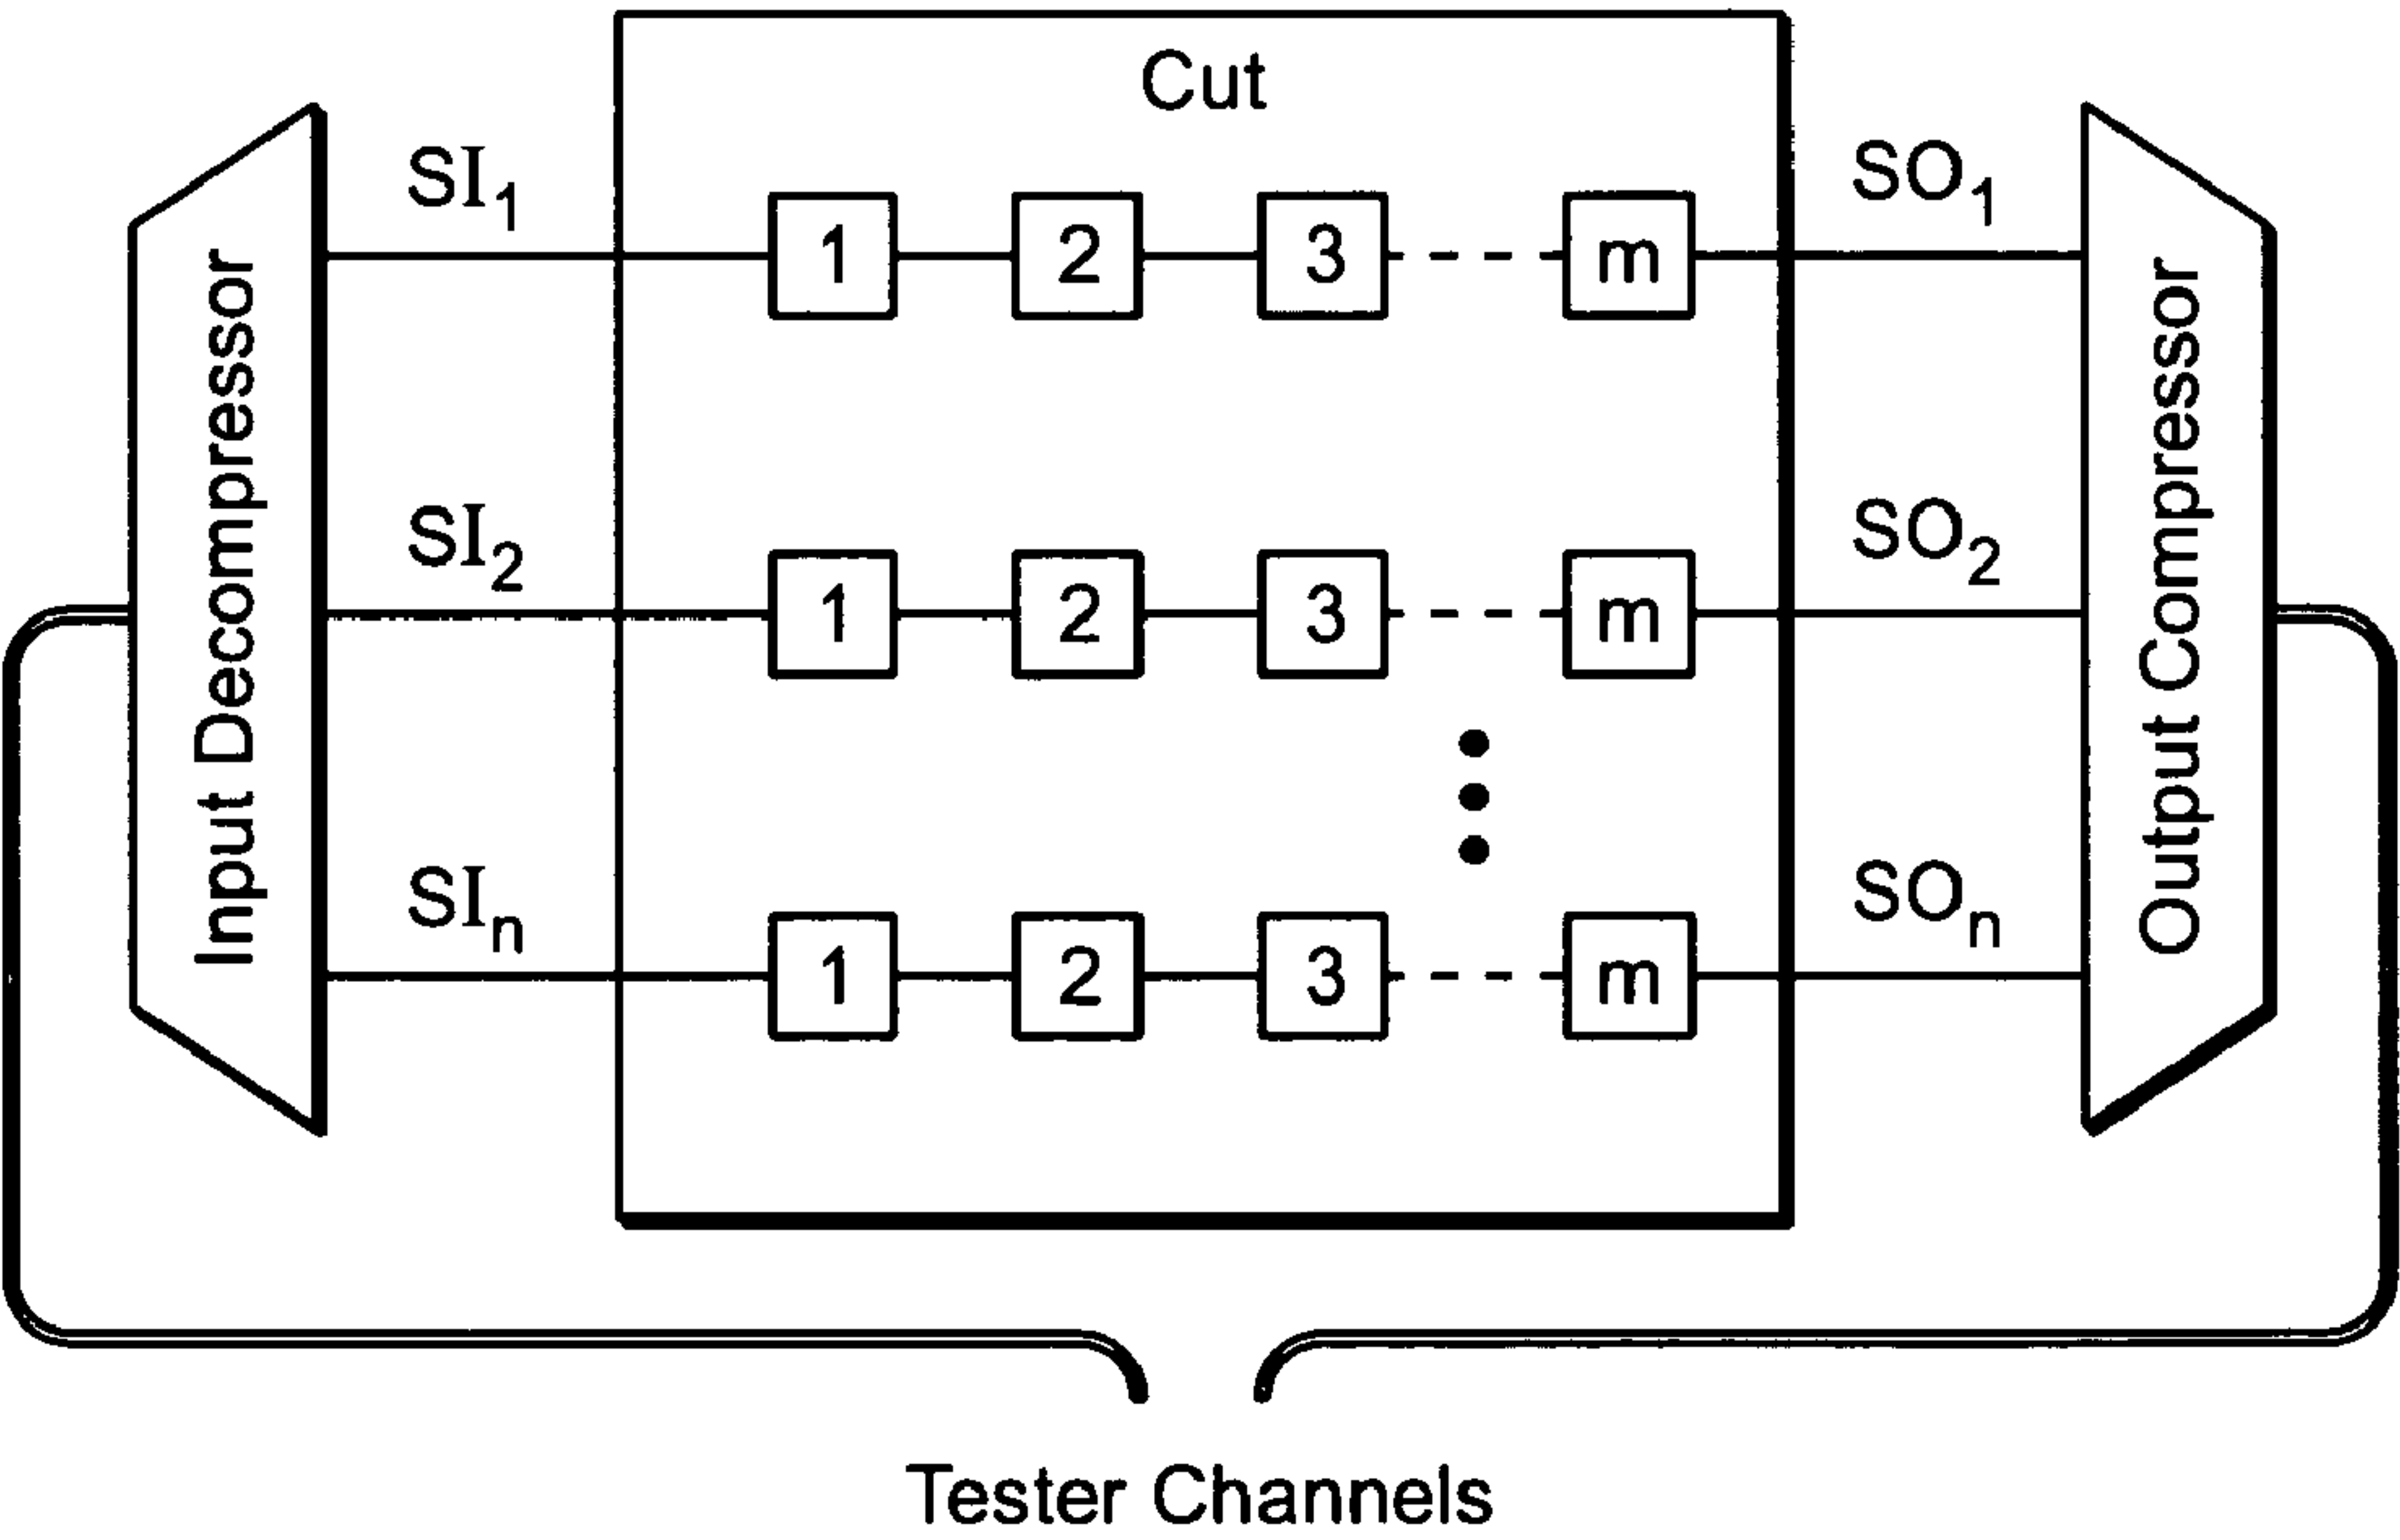 Cut
Input Decompressor
SI1
1 2 3 m
SO1
SI2
1 2 3 m
SO2
SIn
1 2 3 m
SOn
Output Compressor
Tester Channels